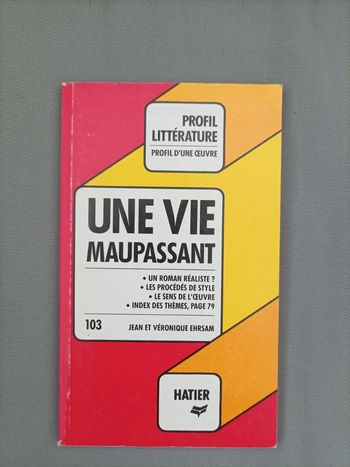 PROFIL
LITTÉRATURE
PROFIL D'UNE ŒUVRE
UNE VIE
MAUPASSANT
• UN ROMAN RÉALISTE ?
• LES PROCÉDÉS DE STYLE
• LE SENS DE L'ŒUVRE
• INDEX DES THÈMES, PAGE 79
103 JEAN ET VÉRONIQUE EHRSAM
HATIER